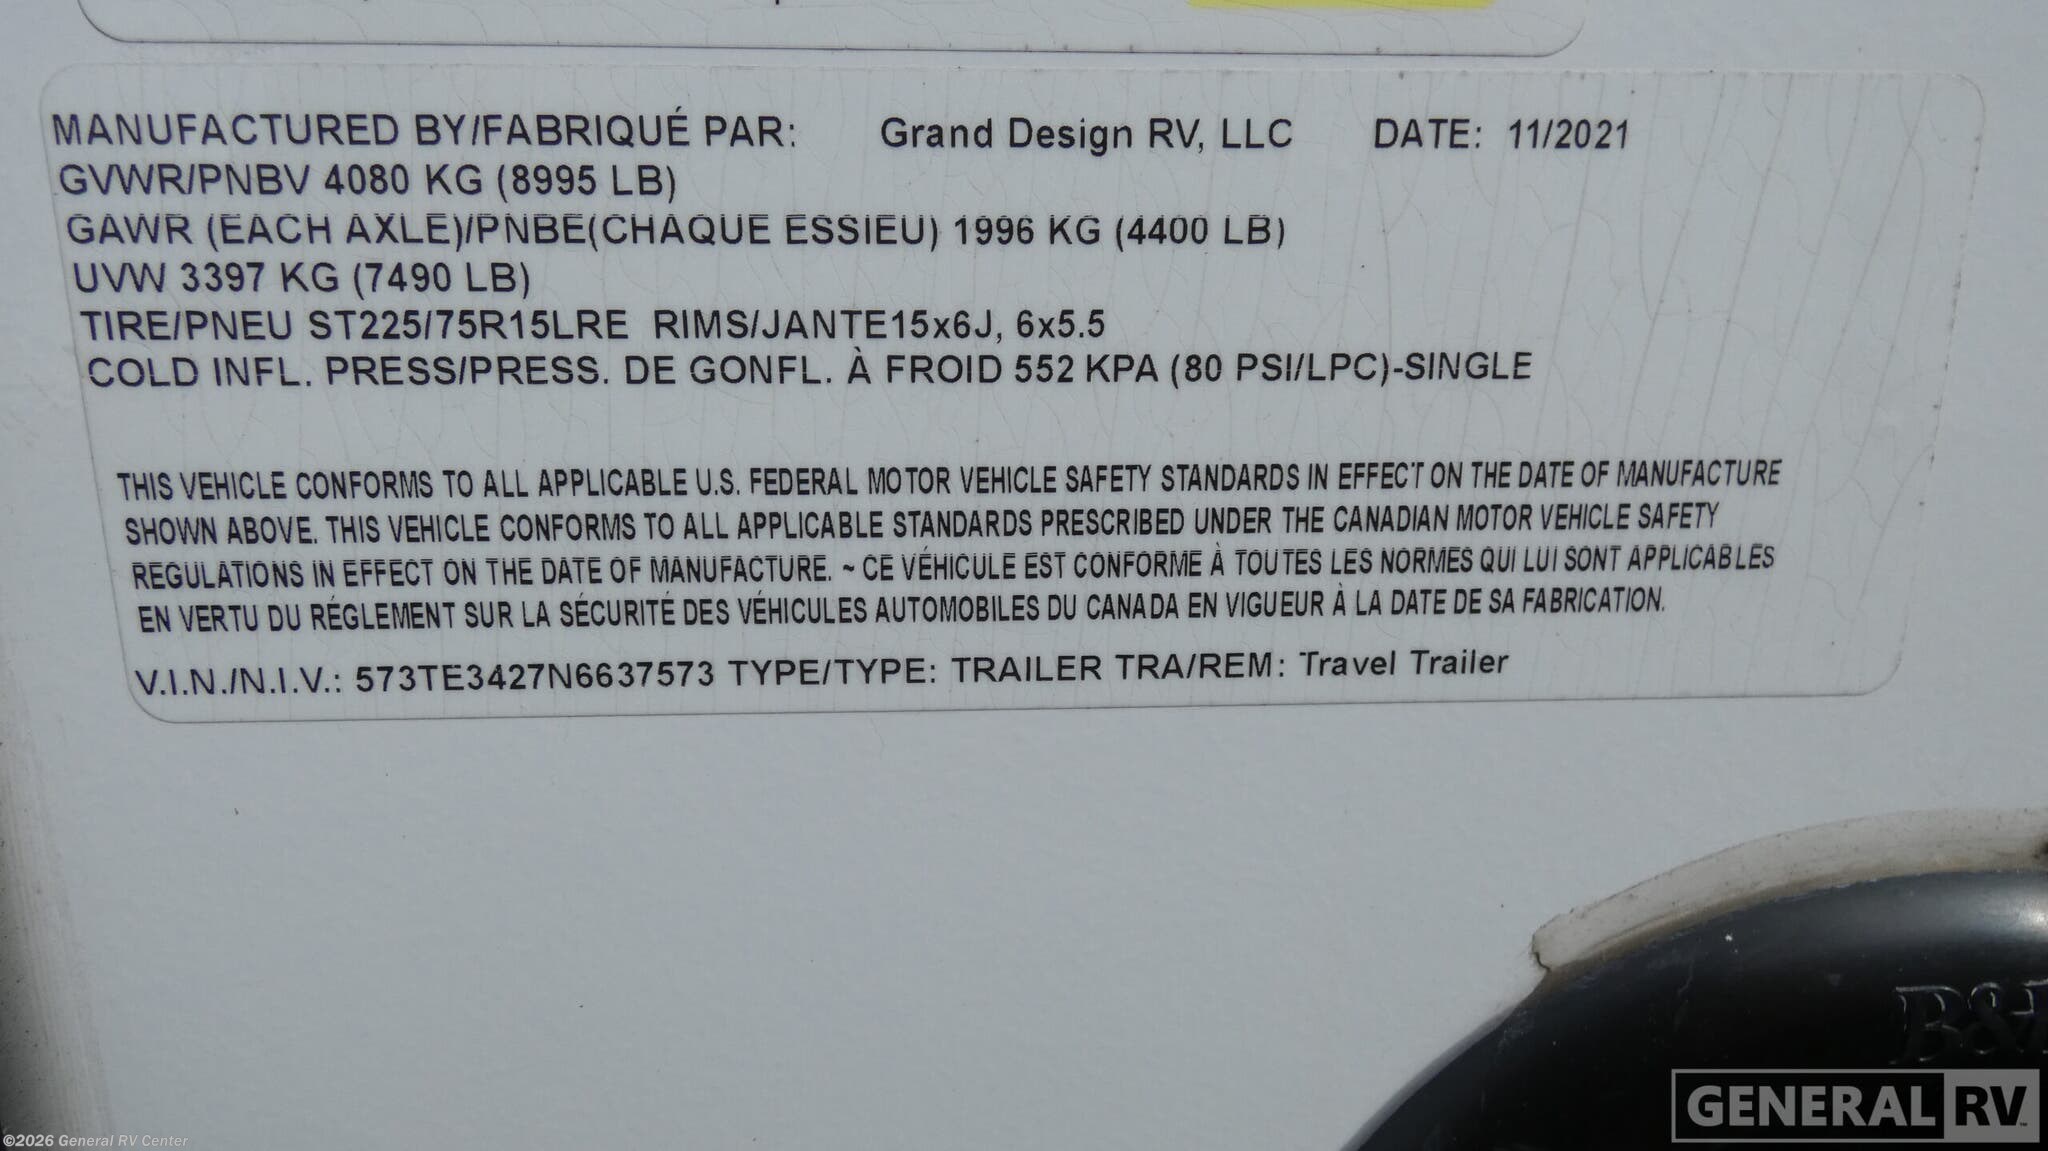 MANUFACTURED BY/FABRIQUÉ PAR: Grand Design RV, LLC DATE: 11/2021
GVWR/PNBV 4080 KG (8995 LB)
GAWR (EACH AXLE)/PNBE(CHAQUE ESSIEU) 1996 KG (4400 LB)
UVW 3397 KG (7490 LB)
TIRE/PNEU ST225/75R15LRE RIMS/JANTE15x6J, 6x5.5
COLD INFL. PRESS/PRESS. DE GONFL. À FROID 552 KPA (80 PSI/LPC)-SINGLE
THIS VEHICLE CONFORMS TO ALL APPLICABLE U.S. FEDERAL MOTOR VEHICLE SAFETY STANDARDS IN EFFECT ON THE DATE OF MANUFACTURE
SHOWN ABOVE. THIS VEHICLE CONFORMS TO ALL APPLICABLE STANDARDS PRESCRIBED UNDER THE CANADIAN MOTOR VEHICLE SAFETY
REGULATIONS IN EFFECT ON THE DATE OF MANUFACTURE. ~ CE VÉHICULE EST CONFORME À TOUTES LES NORMES QUI LUI SONT APPLICABLES
EN VERTU DU RÉGLEMENT SUR LA SÉCURITÉ DES VÉHICULES AUTOMOBILES DU CANADA EN VIGUEUR À LA DATE DE SA FABRICATION.
V.I.N./N.I.V.: 573TE3427N6637573 TYPE/TYPE: TRAILER TRA/REM: Travel Trailer
GENERAL RV
©2026 General RV Center